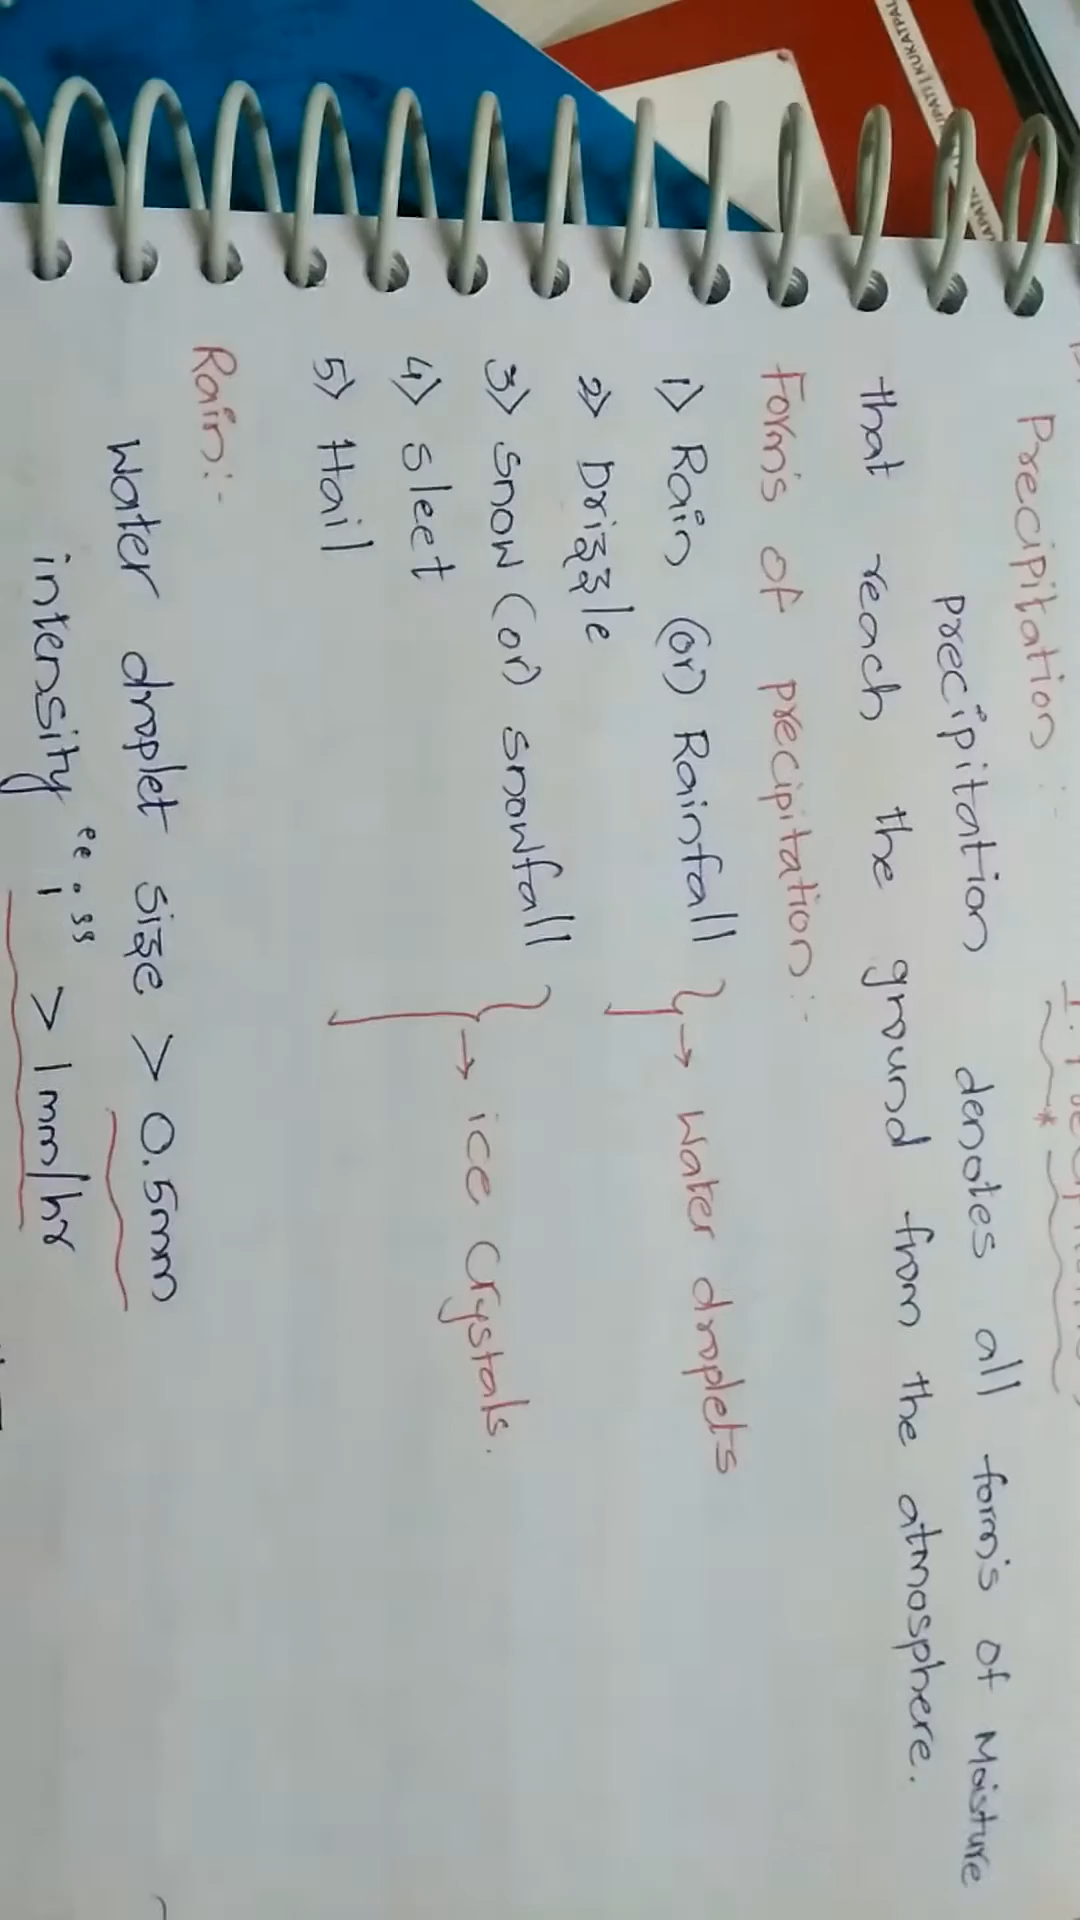 Precipitation :-
precipitation denotes all form's of Moisture
that reach the ground from the atmosphere.
Form's of precipitation:-
1) Rain (or) Rainfall } → water droplets
2) Drizzle
3) snow (or) snowfall } → ice crystals.
4) sleet
5) Hail
Rain:-
Water droplet size > 0.5mm
intensity "i" > 1mm/hr